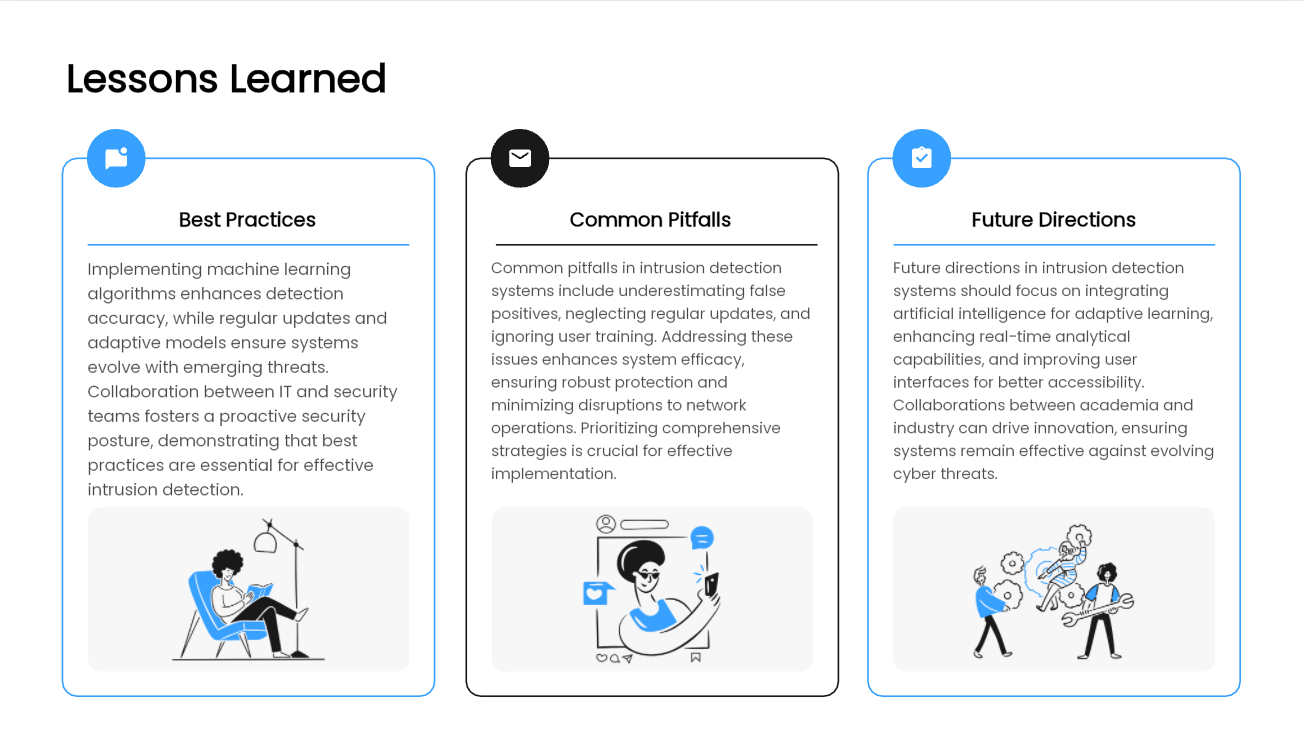 Lessons Learned
Best Practices
Implementing machine learning
algorithms enhances detection
accuracy, while regular updates and
adaptive models ensure systems
evolve with emerging threats.
Collaboration between IT and security
teams fosters a proactive security
posture, demonstrating that best
practices are essential for effective
intrusion detection.
Common Pitfalls
Common pitfalls in intrusion detection
systems include underestimating false
positives, neglecting regular updates, and
ignoring user training. Addressing these
issues enhances system efficacy,
ensuring robust protection and
minimizing disruptions to network
operations. Prioritizing comprehensive
strategies is crucial for effective
implementation.
Future Directions
Future directions in intrusion detection
systems should focus on integrating
artificial intelligence for adaptive learning,
enhancing real-time analytical
capabilities, and improving user
interfaces for better accessibility.
Collaborations between academia and
industry can drive innovation, ensuring
systems remain effective against evolving
cyber threats.